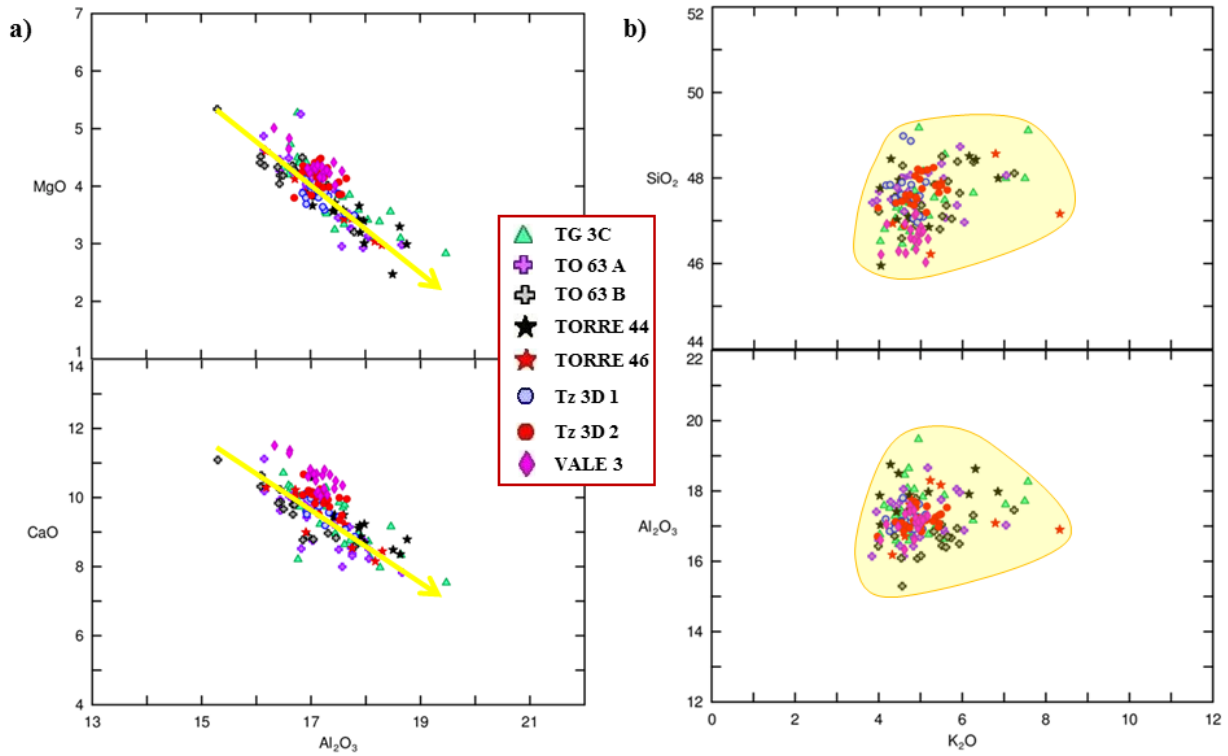 a)
7
6
5
MgO
4
3
2
1
14
12
10
CaO
8
6
4
13
15
17
19
21
Al₂O₃
TG 3C
TO 63 A
TO 63 B
TORRE 44
TORRE 46
Tz 3D 1
Tz 3D 2
VALE 3
b)
52
50
SiO₂
48
46
44
22
20
18
Al₂O₃
16
14
12
0
2
4
6
8
10
12
K₂O